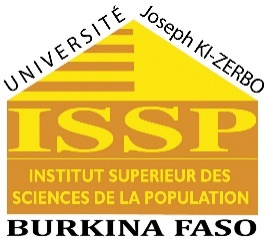 UNIVERSITÉ Joseph KI-ZERBO
ISSP
INSTITUT SUPERIEUR DES
SCIENCES DE LA POPULATION
BURKINA FASO